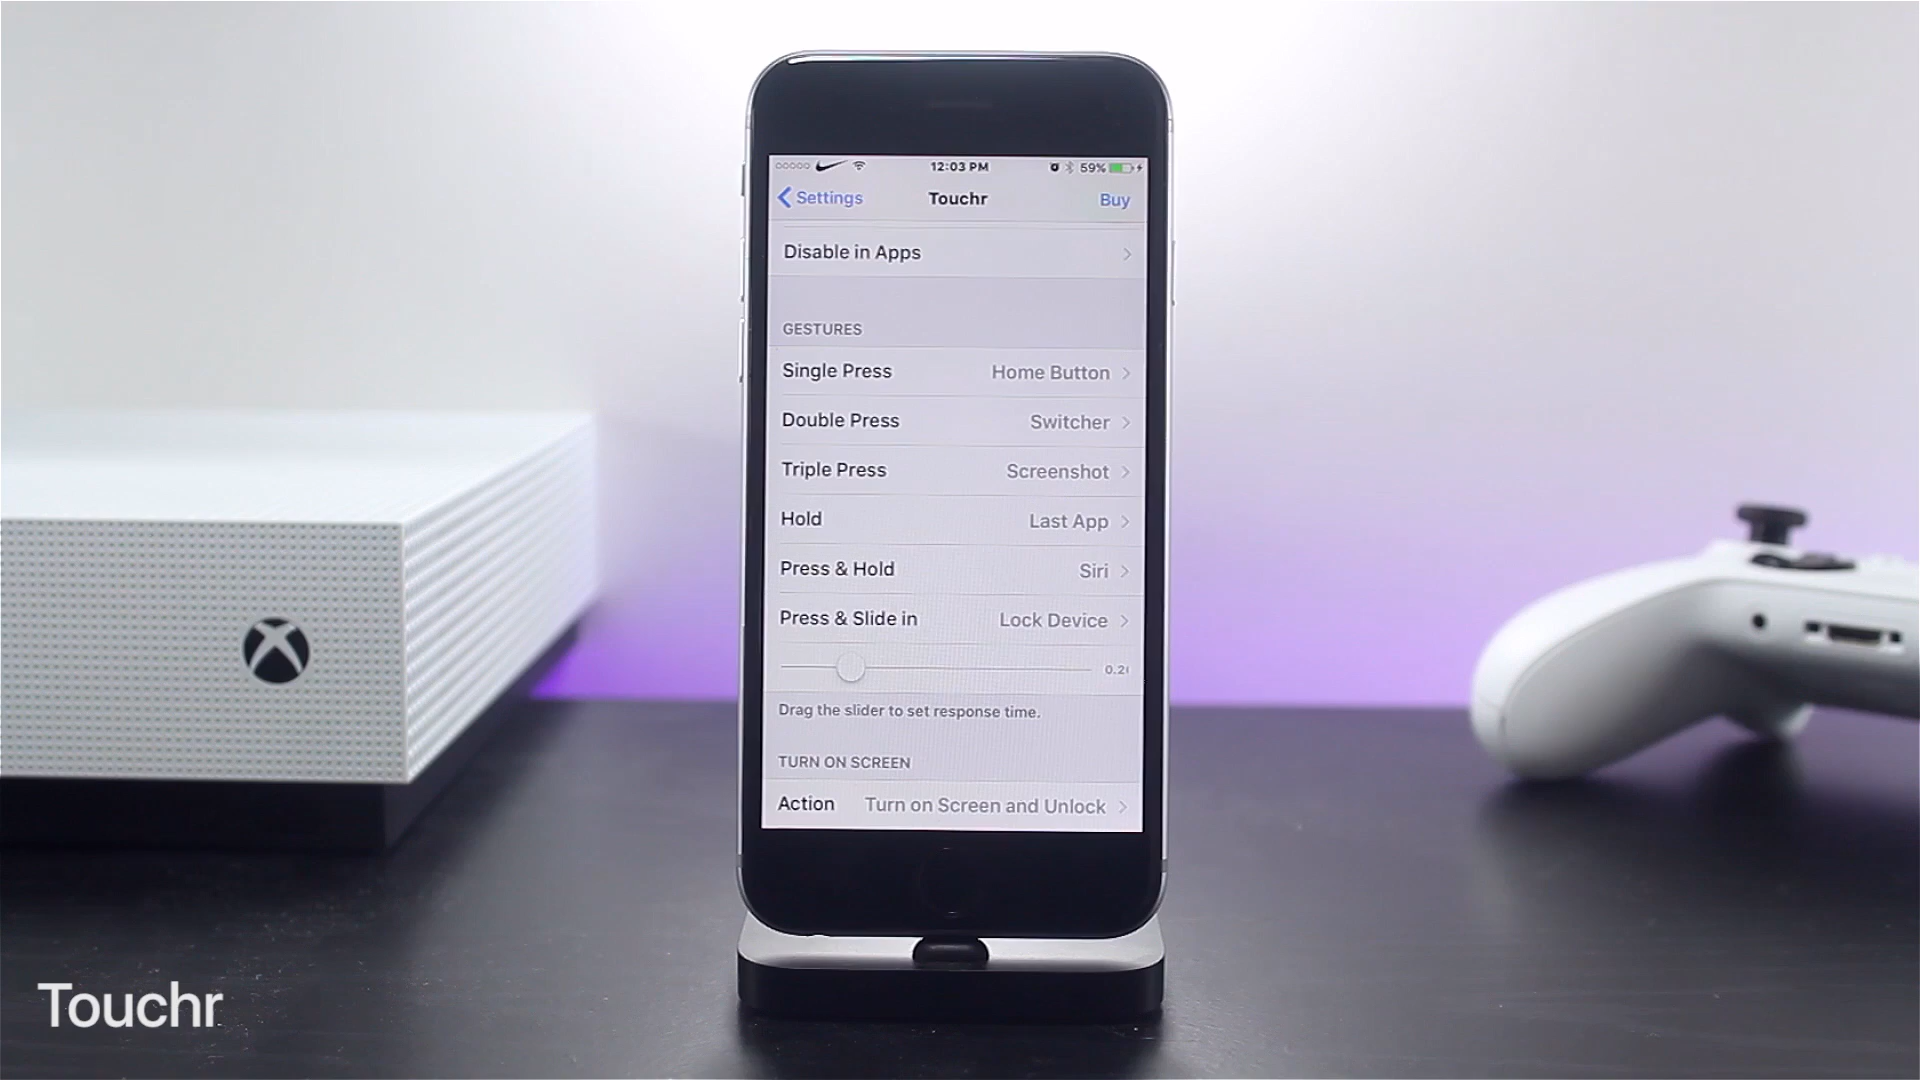 12:03 PM 59%
Settings Touchr Buy
Disable in Apps
GESTURES
Single Press Home Button
Double Press Switcher
Triple Press Screenshot
Hold Last App
Press & Hold Siri
Press & Slide in Lock Device
Drag the slider to set response time.
TURN ON SCREEN
Action Turn on Screen and Unlock
Touchr